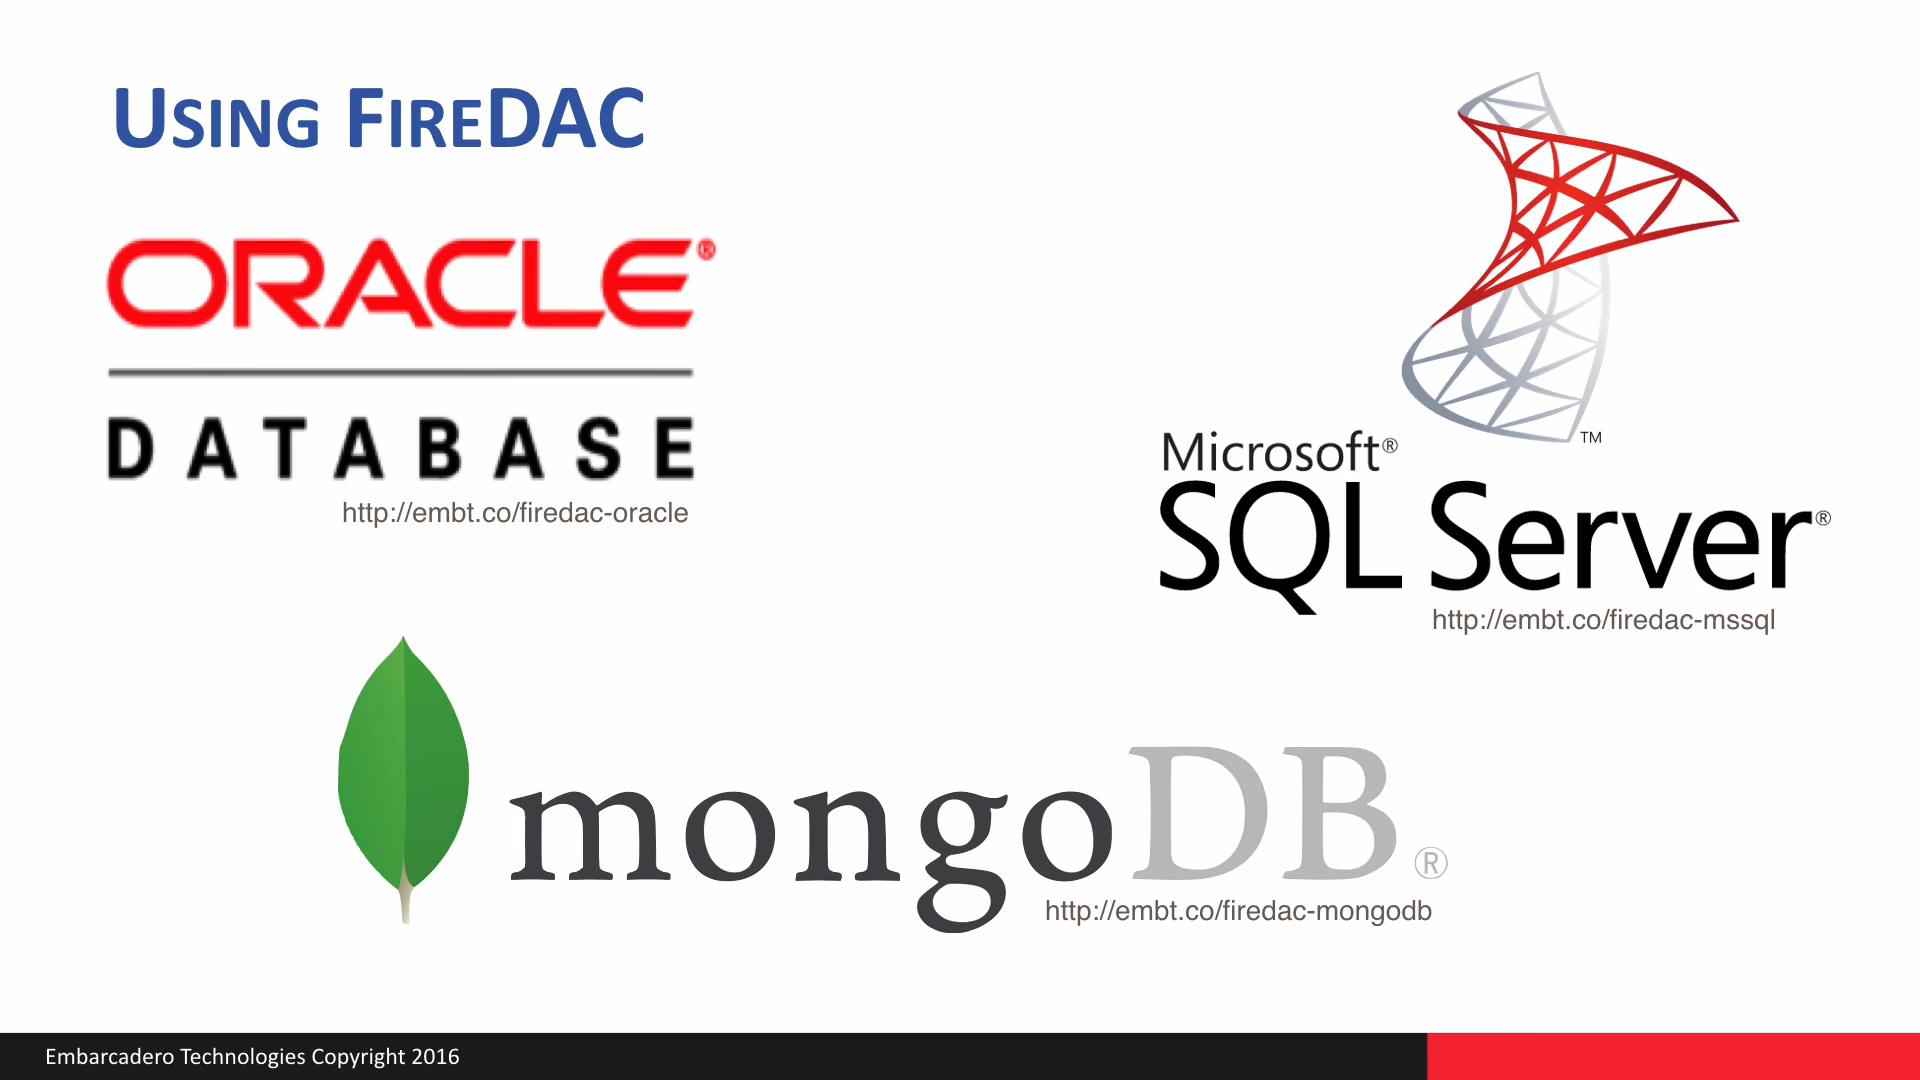 USING FIREDAC
ORACLE®
DATABASE
http://embt.co/firedac-oracle
TM
Microsoft®
SQL Server®
http://embt.co/firedac-mssql
mongoDB®
http://embt.co/firedac-mongodb
Embarcadero Technologies Copyright 2016